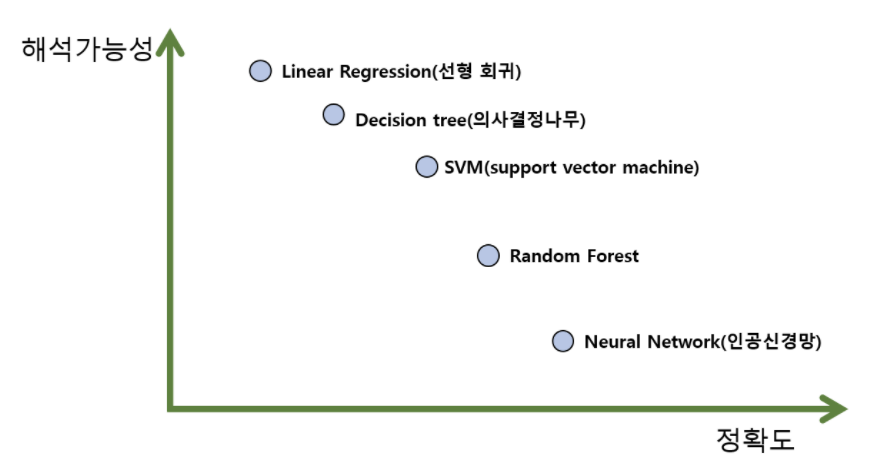 해석가능성
Linear Regression(선형 회귀)
Decision tree(의사결정나무)
SVM(support vector machine)
Random Forest
Neural Network(인공신경망)
정확도